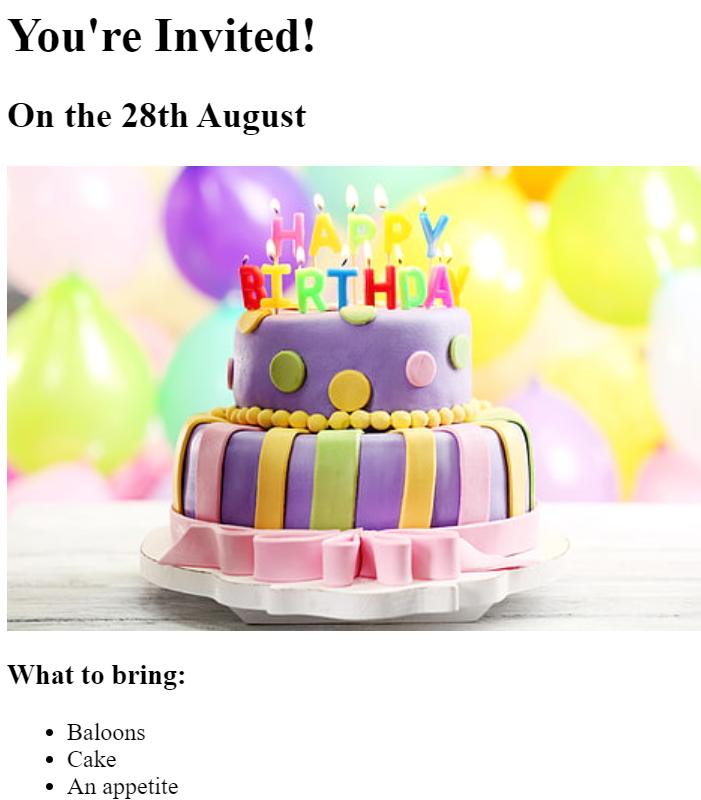 You're Invited!
On the 28th August
HAPPY
BIRTHDAY
What to bring:
Baloons
Cake
An appetite